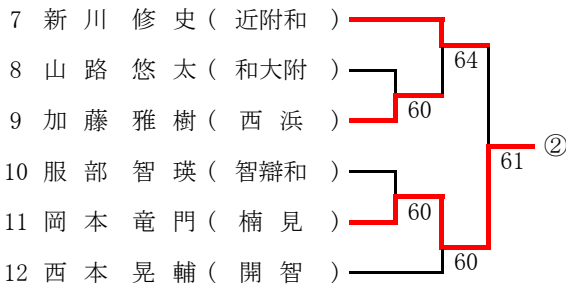 7 新川 修史(近附和)
64
8 山路 悠太(和大附)
60
9 加藤 雅樹(西浜)
61 ②
10 服部 智瑛(智辯和)
60
11 岡本 竜門(楠見)
60
12 西本 晃輔(開智)